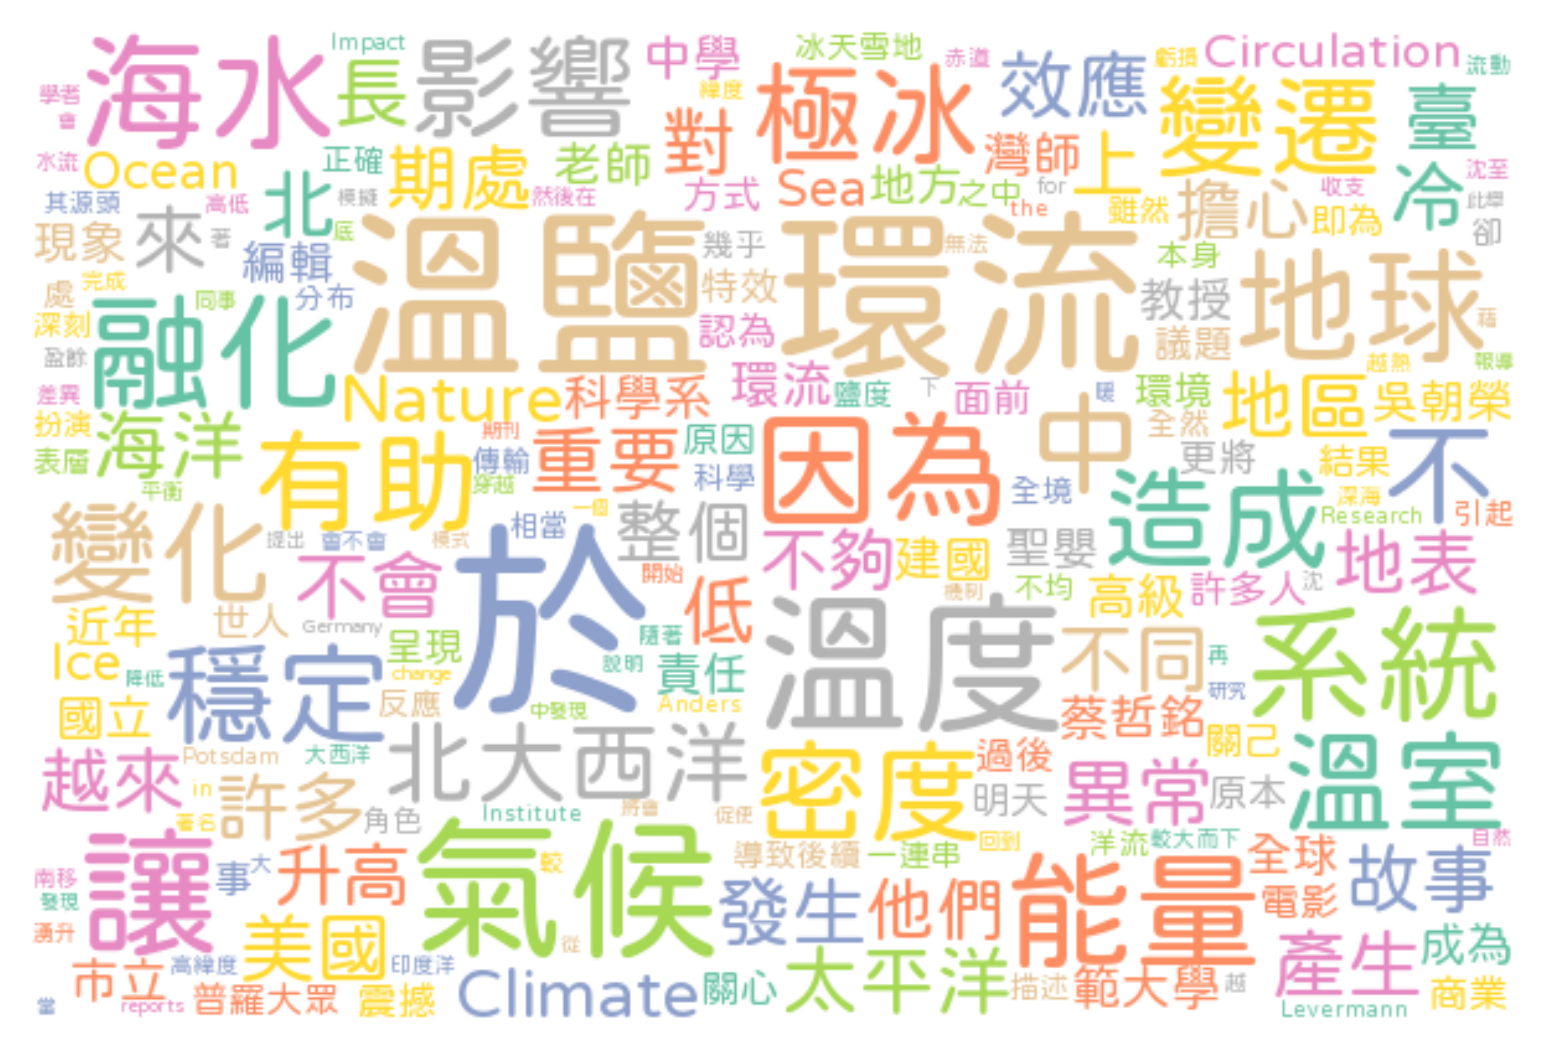 海水
Impact
影響
中學
冰天雪地
赤道
效應
虧損
Circulation
流動
學者
長
緯度
極冰
變遷
臺
會
對
水流
Ocean
正確
期處
老師
灣師
上
沈至
其源頭
高低
北
模擬
然後在
方式
Sea
地方
之中
for
the
雖然
擔心
收支
即為
冷
此舉
卻
現象
來
著
底
編輯
溫鹽環流
幾乎
無法
本身
處
完成
同事
分布
特效
教授
地球
深刻
融化
認為
議題
藉
盈餘
差異
Nature
科學系
環流
鹽度
下
面前
暖
環境
地區
越熱
報導
吳朝榮
扮演
海洋
有助
期刊
重要
原因
因為
中
全然
不
表層
平衡
傳輸
穿越
科學
全境
更將
結果
造成
深海
Research
引起
變化
提出
會不會
模式
相當
一個
整個
不夠
建國
聖嬰
地表
不會
於
開始
低
機制
不均
高級
許多人
沈
近年
世人
Germany
呈現
隨著
溫度
不同
再
系統
Ice
降低
穩定
change
說明
責任
研究
國立
反應
中發現
Anders
蔡哲銘
關己
越來
Potsdam
大西洋
北大西洋
密度
過後
異常
原本
溫室
in
著名
許多
角色
Institute
將會
促使
明天
回到
洋流
較大而下
自然
讓
升高
氣候
較
導致後續
一連串
全球
故事
南移
發現
事
大
發生
他們
能量
電影
湧升
美國
從
產生
成為
市立
高緯度
印度洋
Climate
關心
太平洋
描述
範大學
越
商業
當
reports
普羅大眾
震撼
Levermann